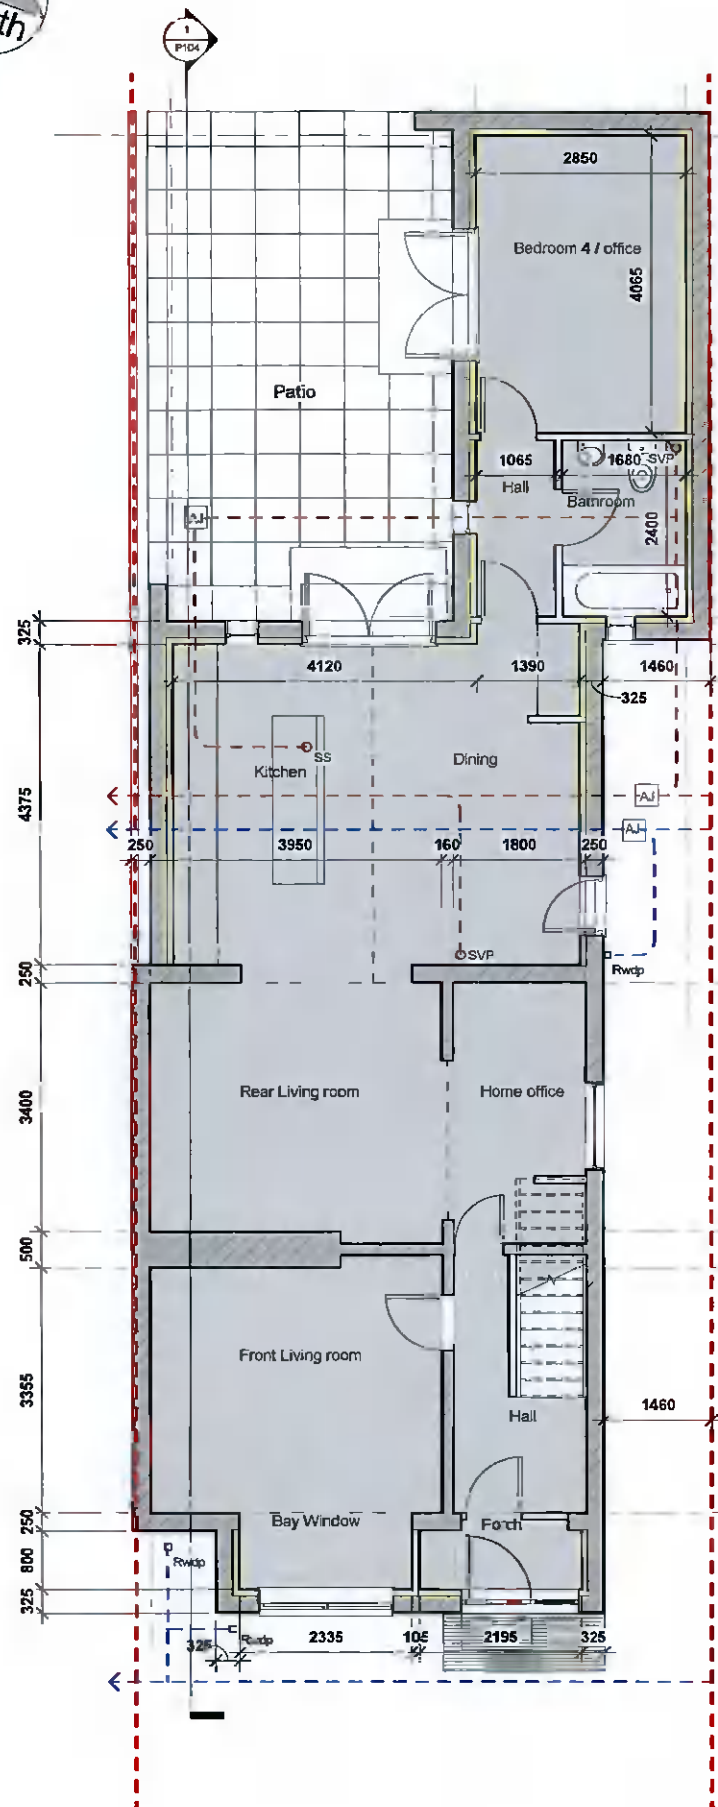 th
1
P104
2850
Bedroom 4 / office
4065
Patio
1065
1680
SVP
Hall
Bathroom
2400
AJ
325
4120
1390
1460
325
SS
Kitchen
Dining
4375
AJ
AJ
250
3950
160
1800
250
SVP
Rwdp
250
3400
Rear Living room
Home office
500
Front Living room
3355
Hall
1460
250
Bay Window
Porch
800
Rwdp
325
325
Rwdp
2335
105
2195
325